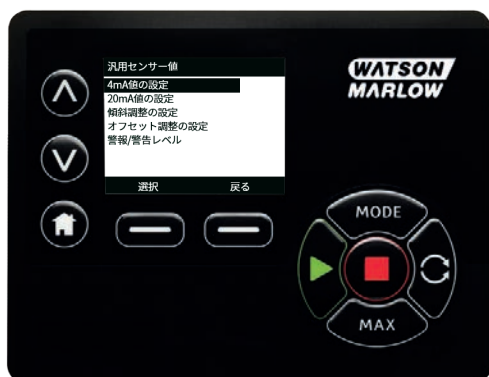 汎用センサー値
4mA値の設定
20mA値の設定
傾斜調整の設定
オフセット調整の設定
警報/警告レベル
選択 戻る
WATSON
MARLOW
MODE
MAX